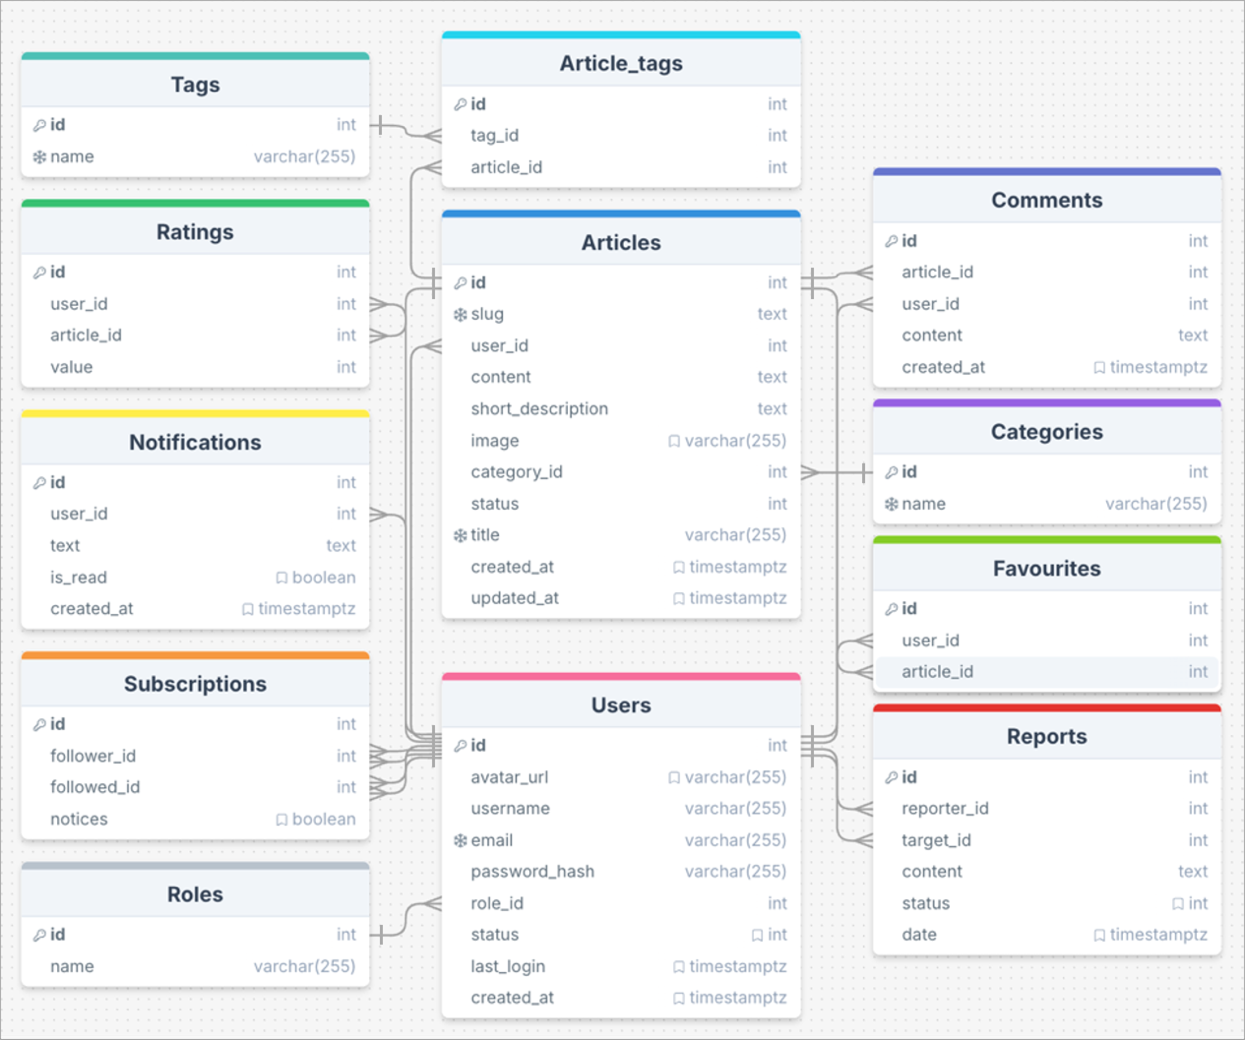 Tags
id int
name varchar(255)
Ratings
id int
user_id int
article_id int
value int
Notifications
id int
user_id int
text text
is_read boolean
created_at timestamptz
Subscriptions
id int
follower_id int
followed_id int
notices boolean
Roles
id int
name varchar(255)
Article_tags
id int
tag_id int
article_id int
Articles
id int
slug text
user_id int
content text
short_description text
image varchar(255)
category_id int
status int
title varchar(255)
created_at timestamptz
updated_at timestamptz
Users
id int
avatar_url varchar(255)
username varchar(255)
email varchar(255)
password_hash varchar(255)
role_id int
status int
last_login timestamptz
created_at timestamptz
Comments
id int
article_id int
user_id int
content text
created_at timestamptz
Categories
id int
name varchar(255)
Favourites
id int
user_id int
article_id int
Reports
id int
reporter_id int
target_id int
content text
status int
date timestamptz